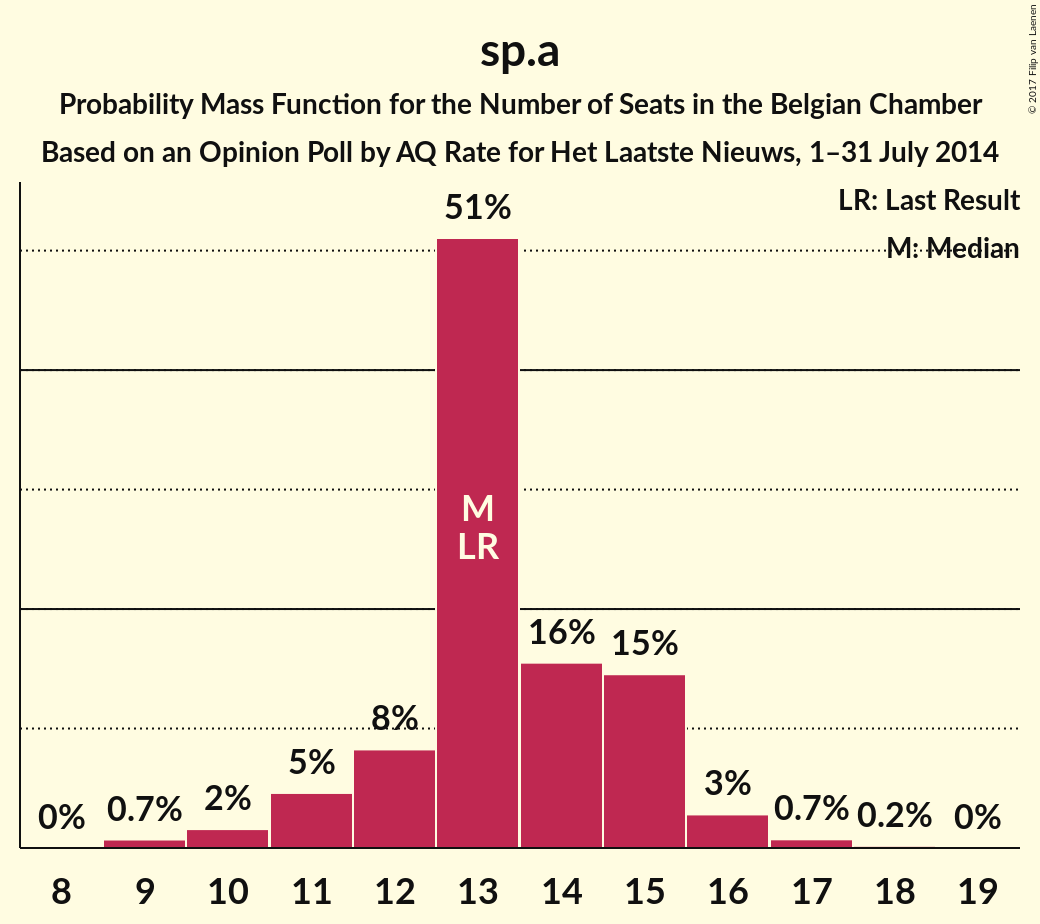 sp.a
Probability Mass Function for the Number of Seats in the Belgian Chamber
Based on an Opinion Poll by AQ Rate for Het Laatste Nieuws, 1–31 July 2014
LR: Last Result
M: Median
51%
M
LR
16%
15%
8%
5%
3%
2%
0.7%
0.7%
0.2%
0%
0%
8 9 10 11 12 13 14 15 16 17 18 19
© 2017 Filip van Laenen